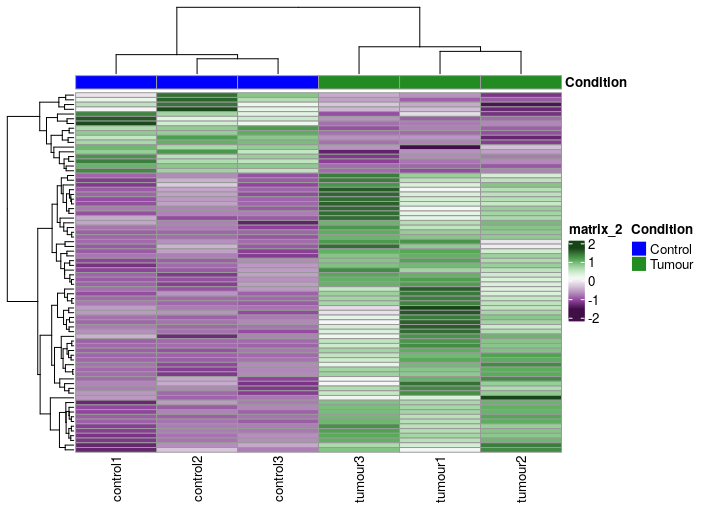 Condition
matrix_2
2
1
0
-1
-2
Condition
Control
Tumour
control1
control2
control3
tumour3
tumour1
tumour2